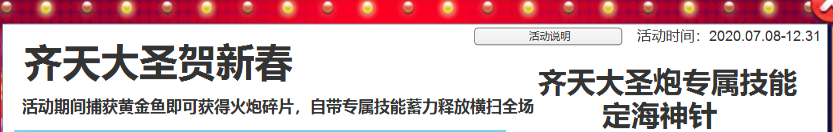 活动说明
活动时间：2020.07.08-12.31
齐天大圣贺新春
活动期间捕获黄金鱼即可获得火炮碎片，自带专属技能蓄力释放横扫全场
齐天大圣炮专属技能
定海神针